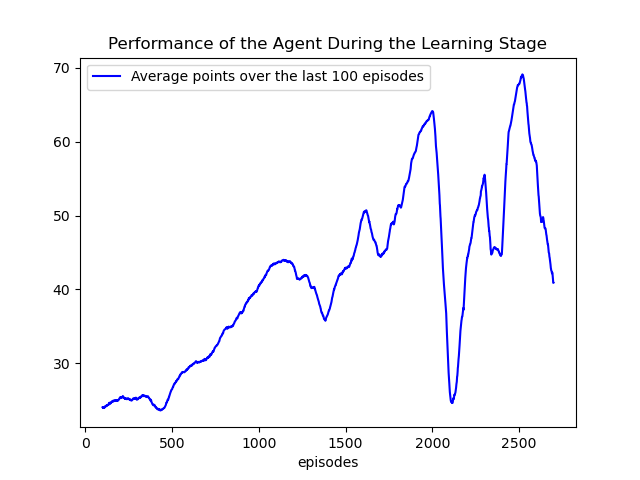 Performance of the Agent During the Learning Stage
Average points over the last 100 episodes
70
60
50
40
30
0 500 1000 1500 2000 2500
episodes